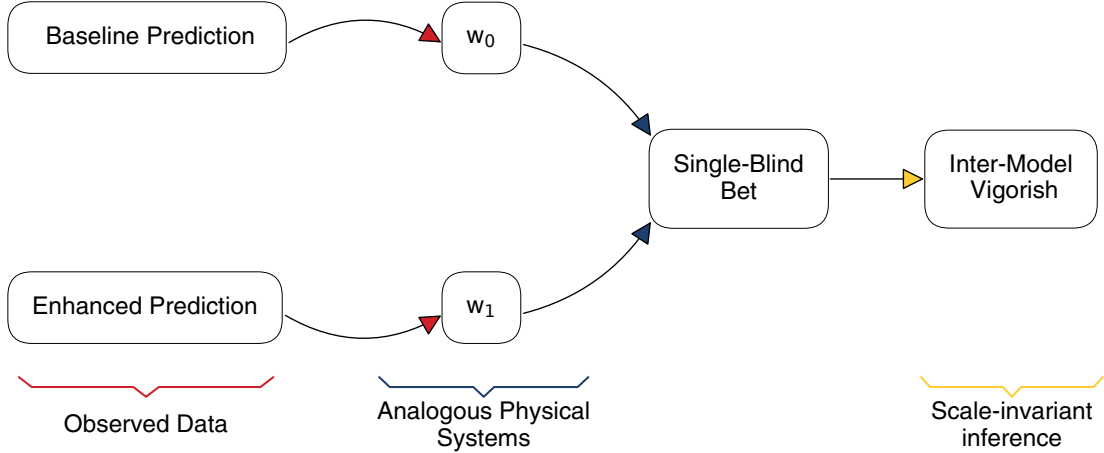 Baseline Prediction
w₀
Single-Blind
Bet
Inter-Model
Vigorish
Enhanced Prediction
w₁
Observed Data
Analogous Physical
Systems
Scale-invariant
inference